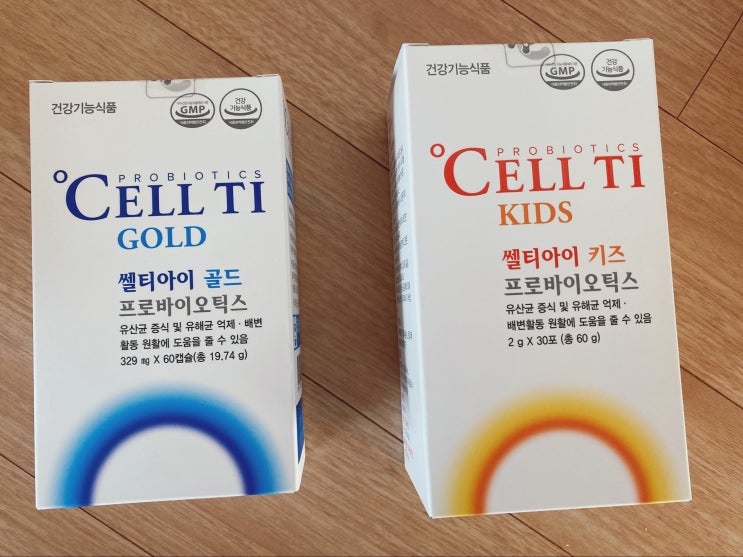 건강기능식품
GMP
건강
기능식품
PROBIOTICS
°CELL TI
GOLD
쎌티아이 골드
프로바이오틱스
유산균 증식 및 유해균 억제 · 배변
활동 원활에 도움을 줄 수 있음
329 mg X 60캡슐(총 19.74 g)
건강기능식품
GMP
건강
기능식품
PROBIOTICS
°CELL TI
KIDS
쎌티아이 키즈
프로바이오틱스
유산균 증식 및 유해균 억제 ·
배변활동 원활에 도움을 줄 수 있음
2 g X 30포 (총 60 g)